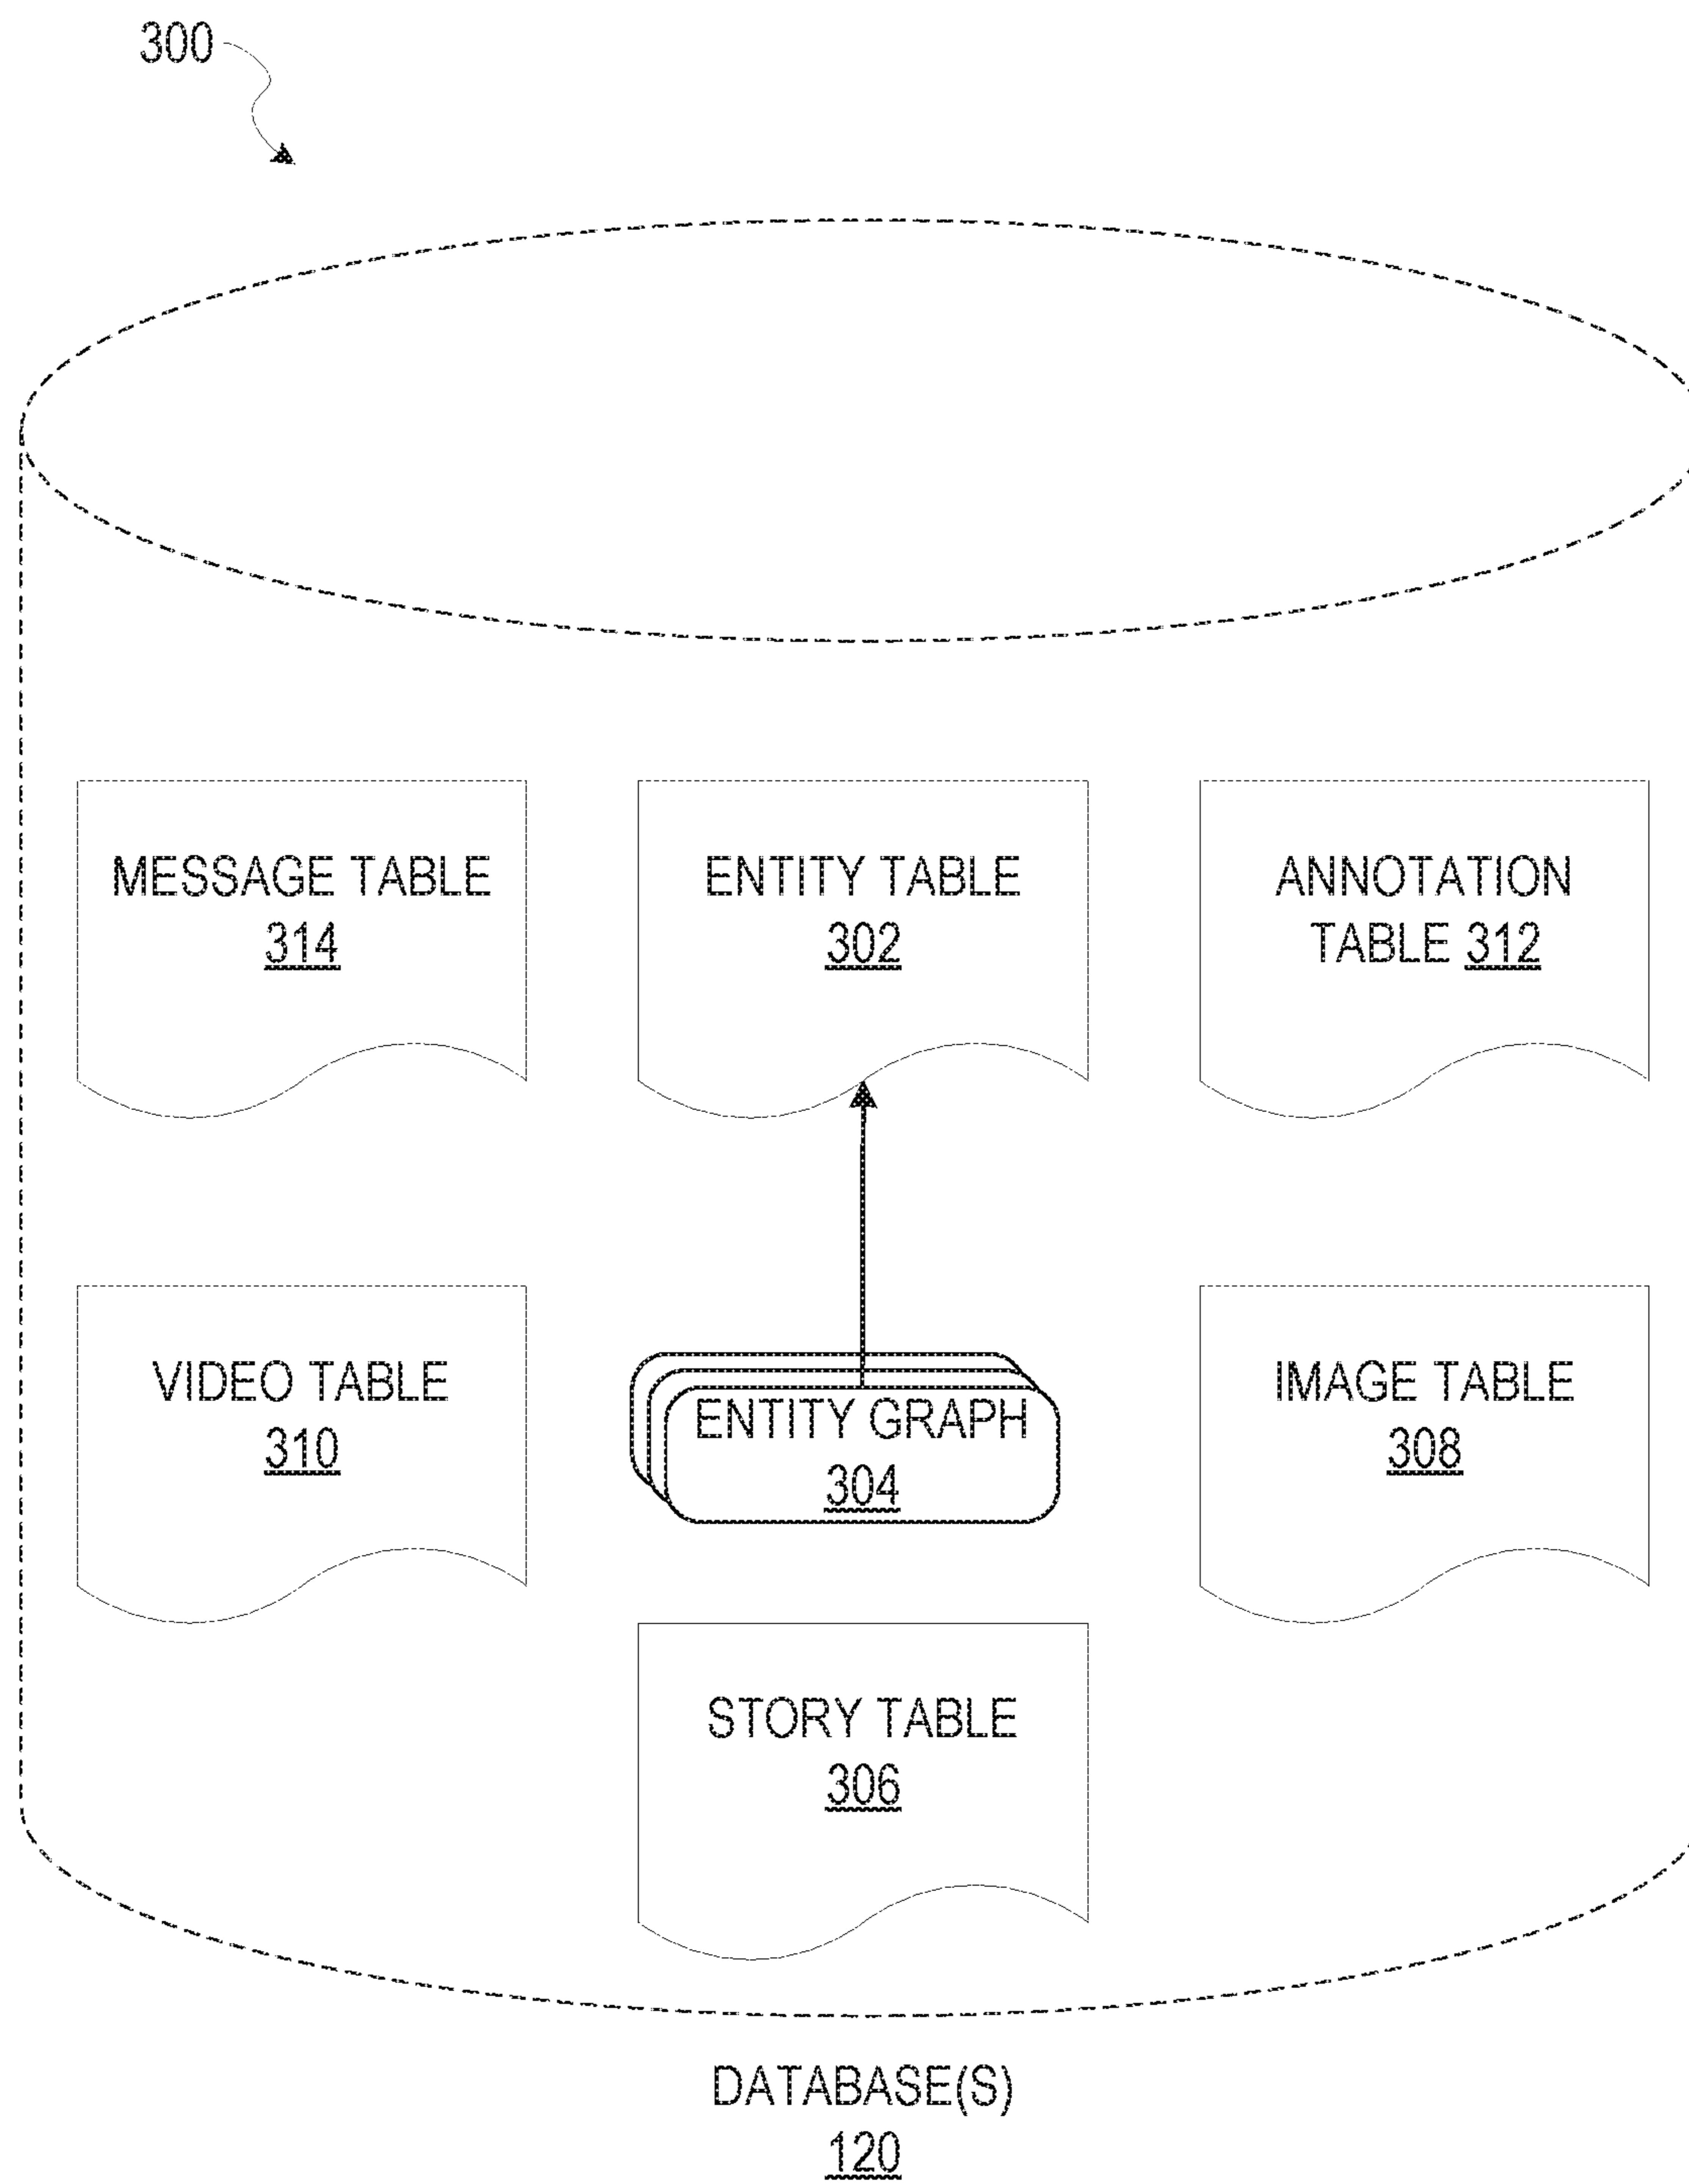 300
MESSAGE TABLE
314
ENTITY TABLE
302
ANNOTATION
TABLE 312
VIDEO TABLE
310
ENTITY GRAPH
304
IMAGE TABLE
308
STORY TABLE
306
DATABASE(S)
120